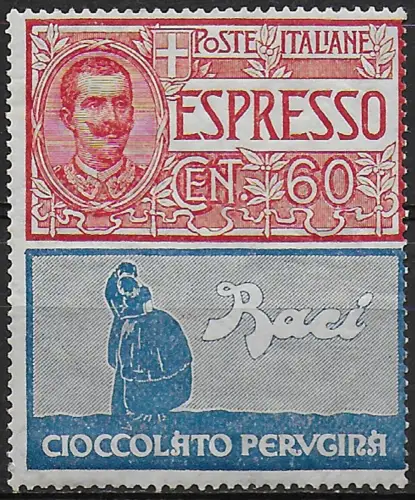 POSTE ITALIANE
ESPRESSO
CENT. 60
Baci
CIOCCOLATO PERUGINA